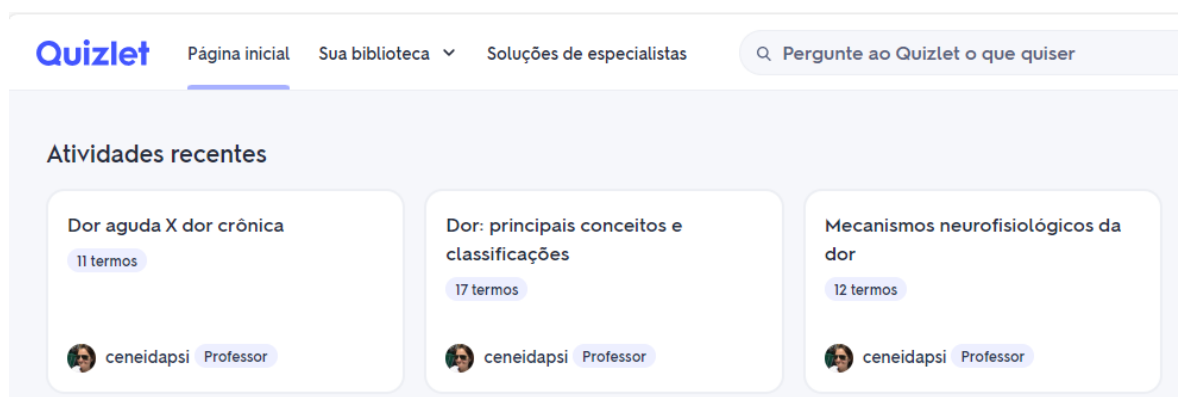 Quizlet Página inicial Sua biblioteca Soluções de especialistas Pergunte ao Quizlet o que quiser
Atividades recentes
Dor aguda X dor crônica
11 termos
ceneidapsi Professor
Dor: principais conceitos e
classificações
17 termos
ceneidapsi Professor
Mecanismos neurofisiológicos da
dor
12 termos
ceneidapsi Professor